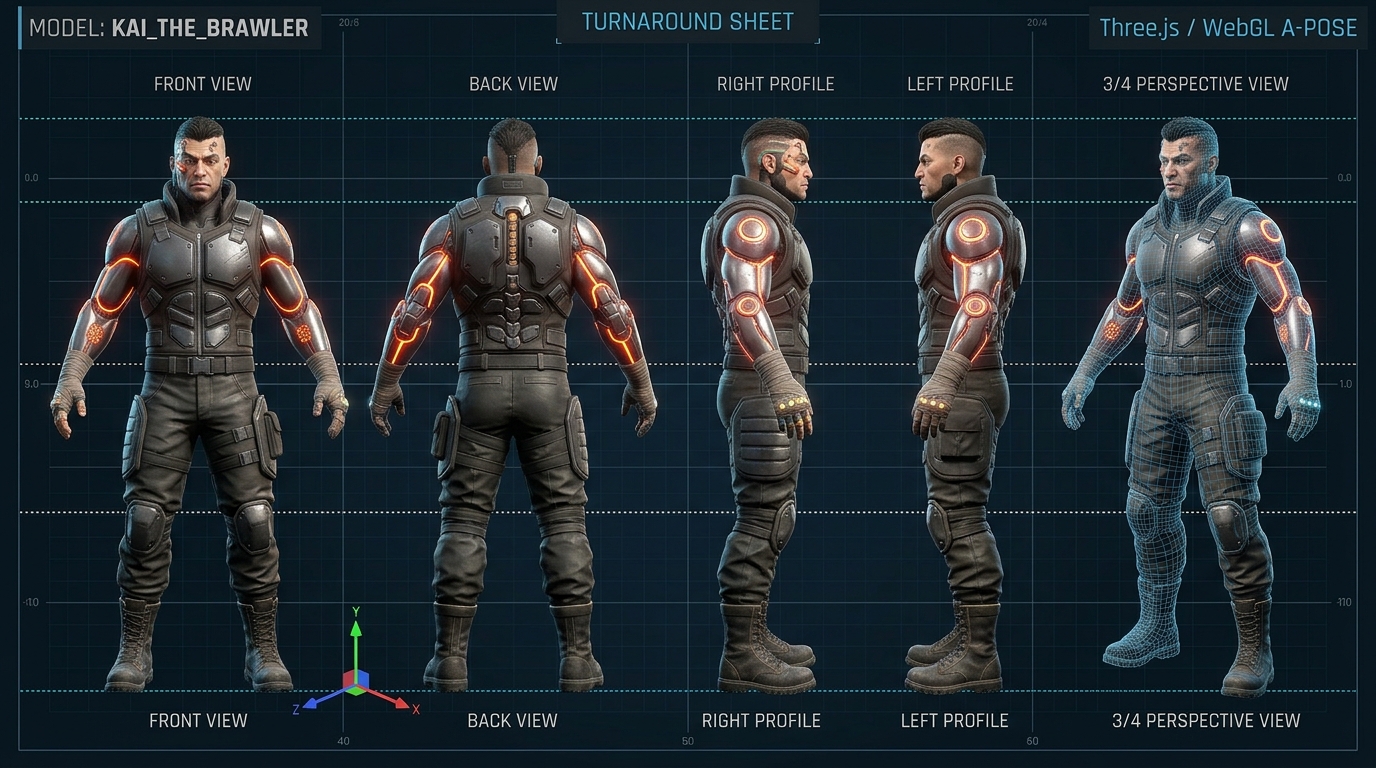 MODEL: KAI_THE_BRAWLER
20/6
TURNAROUND SHEET
20/4
Three.js / WebGL A-POSE
FRONT VIEW
BACK VIEW
RIGHT PROFILE
LEFT PROFILE
3/4 PERSPECTIVE VIEW
0.0
0.0
9.0
1.0
-110
Y
Z
X
FRONT VIEW
BACK VIEW
RIGHT PROFILE
LEFT PROFILE
3/4 PERSPECTIVE VIEW
40
50
60